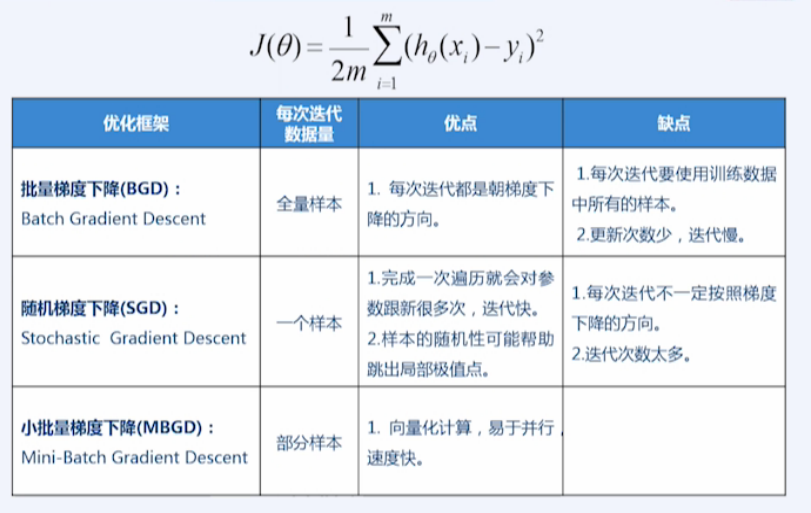 J(θ) = \frac{1}{2m} \sum_{i=1}^{m} (h_θ(x_i) − y_i)^2
优化框架
每次迭代
数据量
优点
缺点
批量梯度下降(BGD)：
Batch Gradient Descent
全量样本
1. 每次迭代都是朝梯度下
降的方向。
1.每次迭代要使用训练数据
中所有的样本。
2.更新次数少，迭代慢。
随机梯度下降(SGD)：
Stochastic Gradient Descent
一个样本
1.完成一次遍历就会对参
数跟新很多次，迭代快。
2.样本的随机性可能帮助
跳出局部极值点。
1.每次迭代不一定按照梯度
下降的方向。
2.迭代次数太多。
小批量梯度下降(MBGD)：
Mini-Batch Gradient Descent
部分样本
1. 向量化计算，易于并行，
速度快。